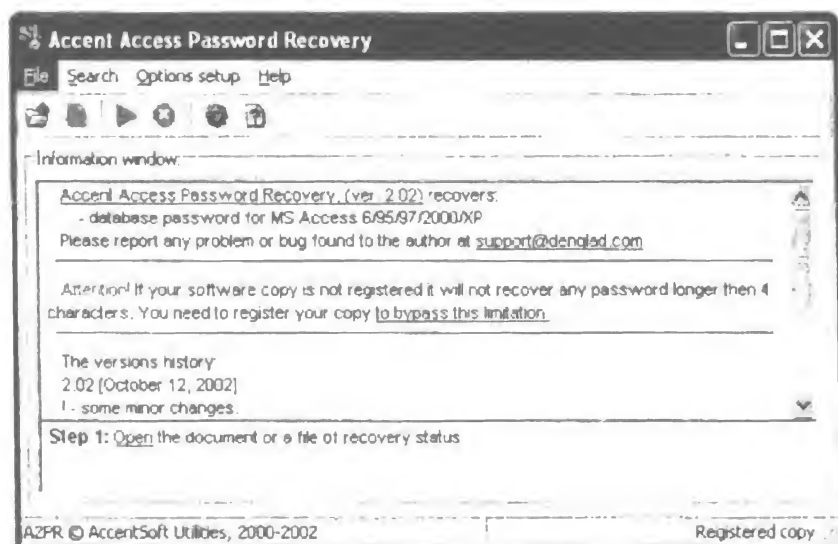 Accent Access Password Recovery
File Search Options setup Help
Information window:
Accent Access Password Recovery, (ver. 2.02) recovers:
- database password for MS Access 6/95/97/2000/XP
Please report any problem or bug found to the author at support@denglad.com
Attention! If your software copy is not registered it will not recover any password longer then 4
characters. You need to register your copy to bypass this limitation.
The versions history:
2.02 [October 12, 2002]
! - some minor changes.
Step 1: Open the document or a file of recovery status
AZPR © AccentSoft Utilities, 2000-2002
Registered copy